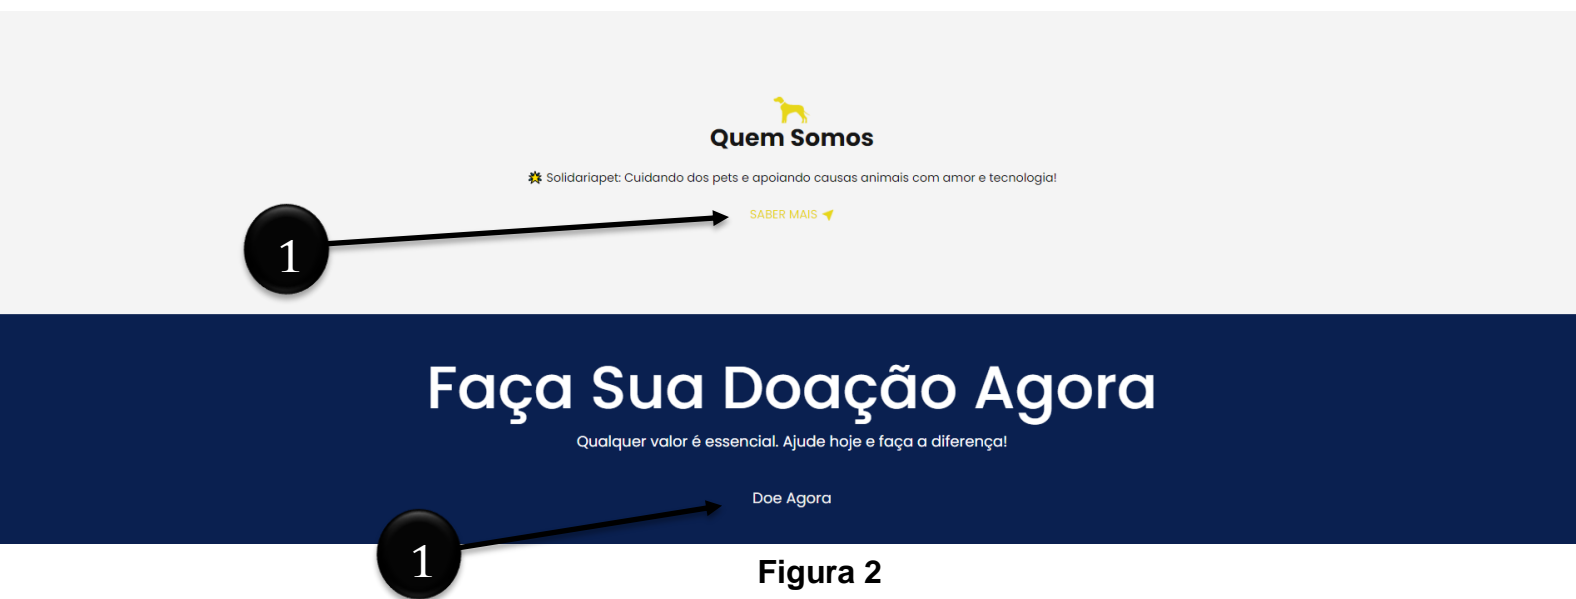 Quem Somos
Solidariapet: Cuidando dos pets e apoiando causas animais com amor e tecnologia!
SABER MAIS
1
Faça Sua Doação Agora
Qualquer valor é essencial. Ajude hoje e faça a diferença!
Doe Agora
1
Figura 2